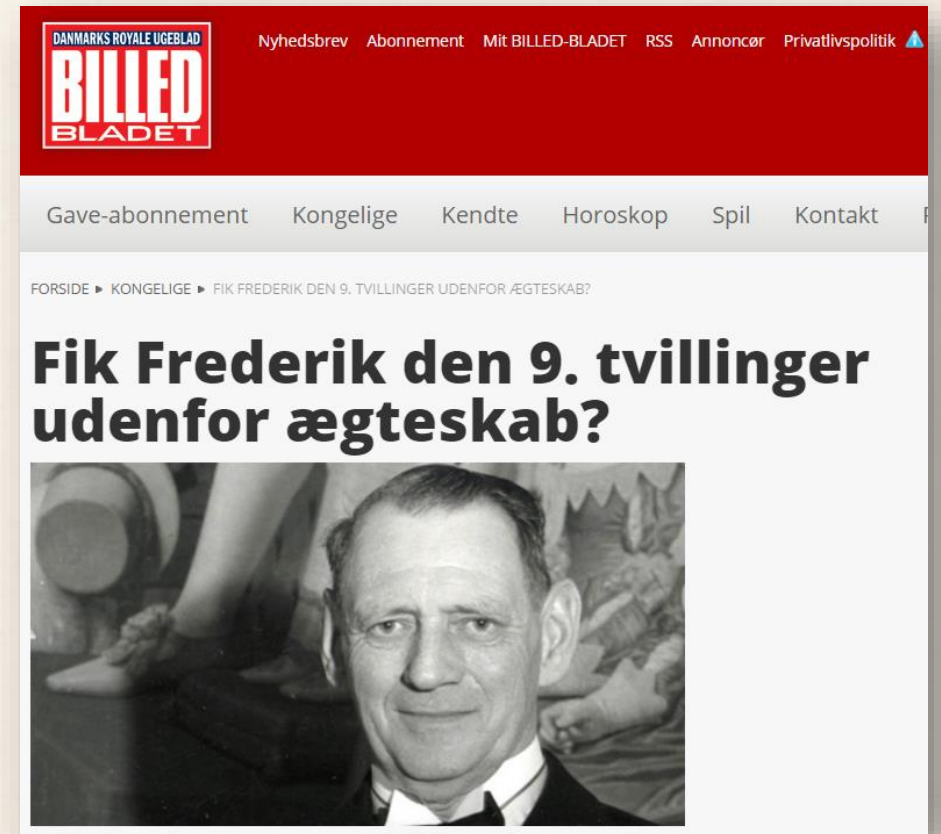 DANMARKS ROYALE UGEBLAD
BILLED
BLADET
Nyhedsbrev Abonnement Mit BILLED-BLADET RSS Annoncør Privatlivspolitik
Gave-abonnement Kongelige Kendte Horoskop Spil Kontakt
FORSIDE ▸ KONGELIGE ▸ FIK FREDERIK DEN 9. TVILLINGER UDENFOR ÆGTESKAB?
Fik Frederik den 9. tvillinger
udenfor ægteskab?